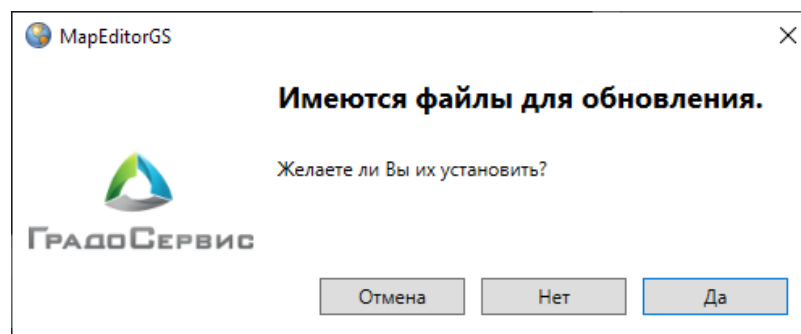 MapEditorGS
Имеются файлы для обновления.
Желаете ли Вы их установить?
ГрадоСервис
Отмена
Нет
Да